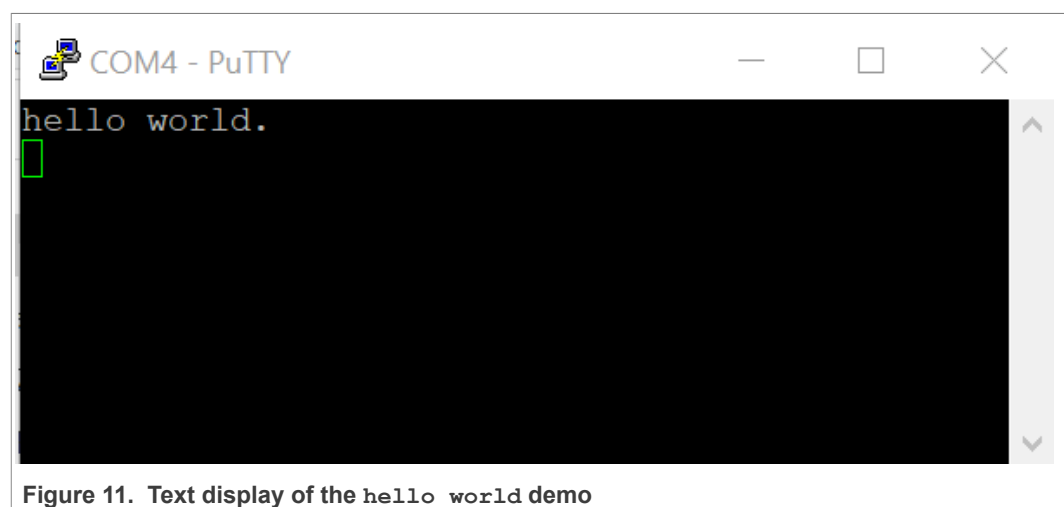 COM4 - PuTTY
hello world.
Figure 11. Text display of the hello world demo